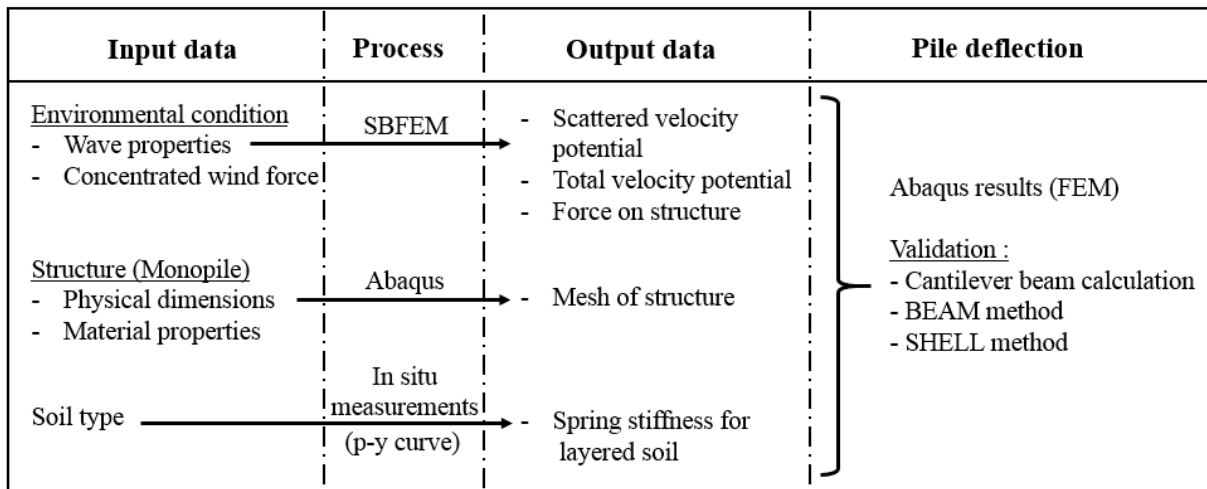 Input data
Process
Output data
Pile deflection
Environmental condition
- Wave properties
- Concentrated wind force
SBFEM
- Scattered velocity
potential
- Total velocity potential
- Force on structure
Structure (Monopile)
- Physical dimensions
- Material properties
Abaqus
- Mesh of structure
Soil type
In situ
measurements
(p-y curve)
- Spring stiffness for
layered soil
Abaqus results (FEM)
Validation :
- Cantilever beam calculation
- BEAM method
- SHELL method